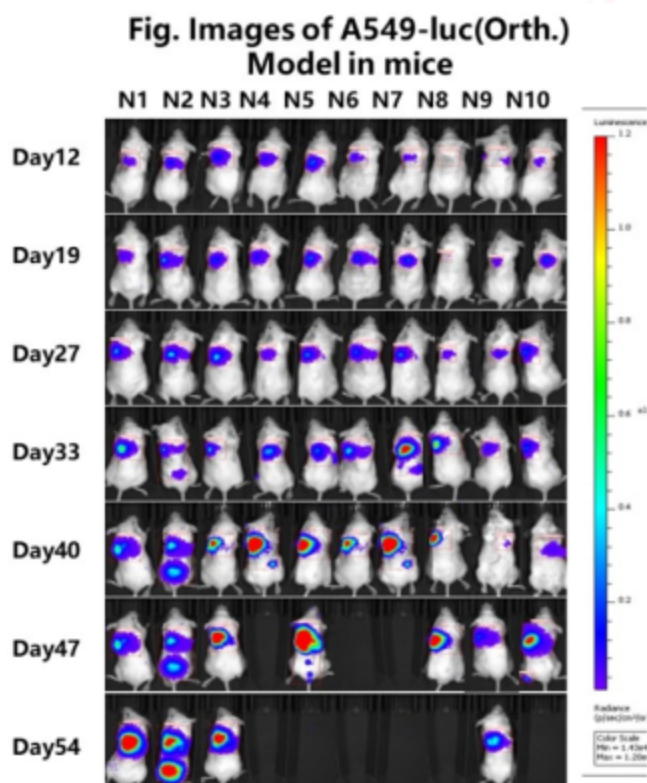 Fig. Images of A549-luc(Orth.)
Model in mice
N1 N2 N3 N4 N5 N6 N7 N8 N9 N10
Day12
Day19
Day27
Day33
Day40
Day47
Day54
Luminescence
1.2
1.0
0.8
0.6
0.4
0.2
Radiance
Color Scale